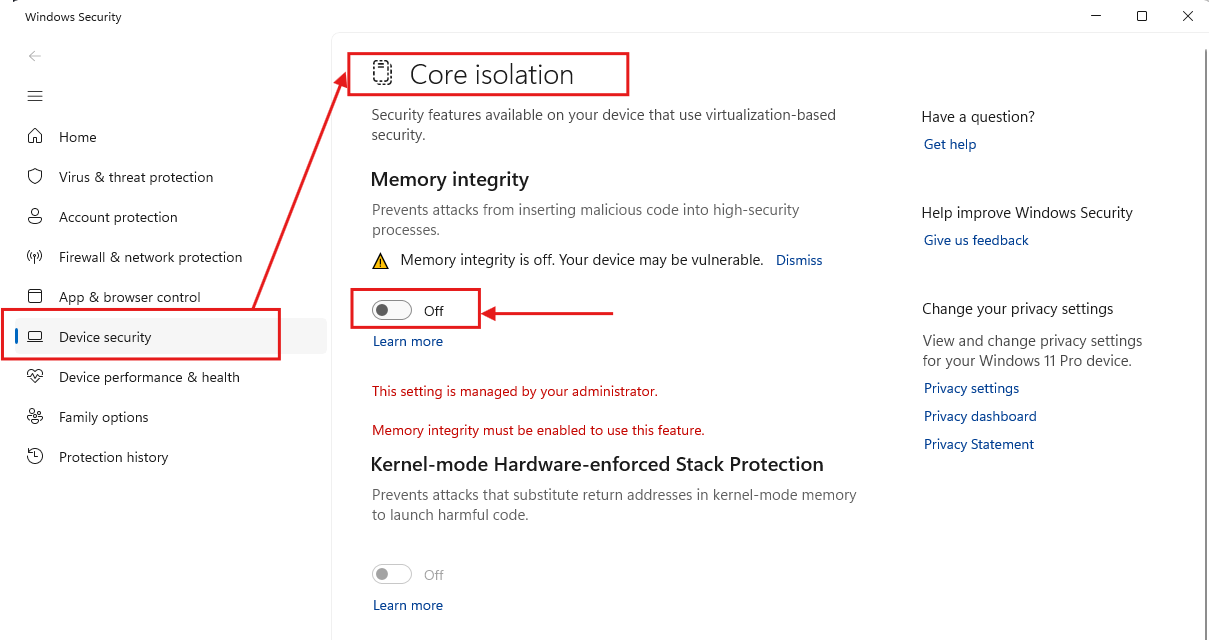 Windows Security
Home
Virus & threat protection
Account protection
Firewall & network protection
App & browser control
Device security
Device performance & health
Family options
Protection history
Core isolation
Security features available on your device that use virtualization-based
security.
Memory integrity
Prevents attacks from inserting malicious code into high-security
processes.
Memory integrity is off. Your device may be vulnerable. Dismiss
Off
Learn more
This setting is managed by your administrator.
Memory integrity must be enabled to use this feature.
Kernel-mode Hardware-enforced Stack Protection
Prevents attacks that substitute return addresses in kernel-mode memory
to launch harmful code.
Off
Learn more
Have a question?
Get help
Help improve Windows Security
Give us feedback
Change your privacy settings
View and change privacy settings
for your Windows 11 Pro device.
Privacy settings
Privacy dashboard
Privacy Statement